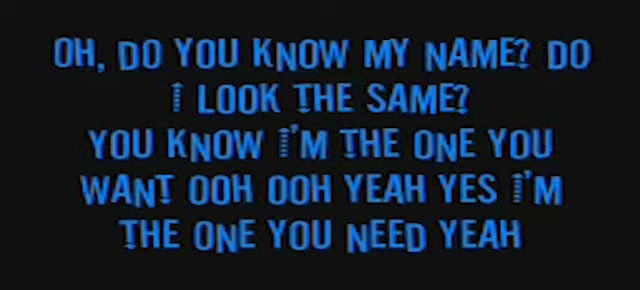 OH, DO YOU KNOW MY NAME? DO
I LOOK THE SAME?
YOU KNOW I'M THE ONE YOU
WANT OOH OOH YEAH YES I'M
THE ONE YOU NEED YEAH